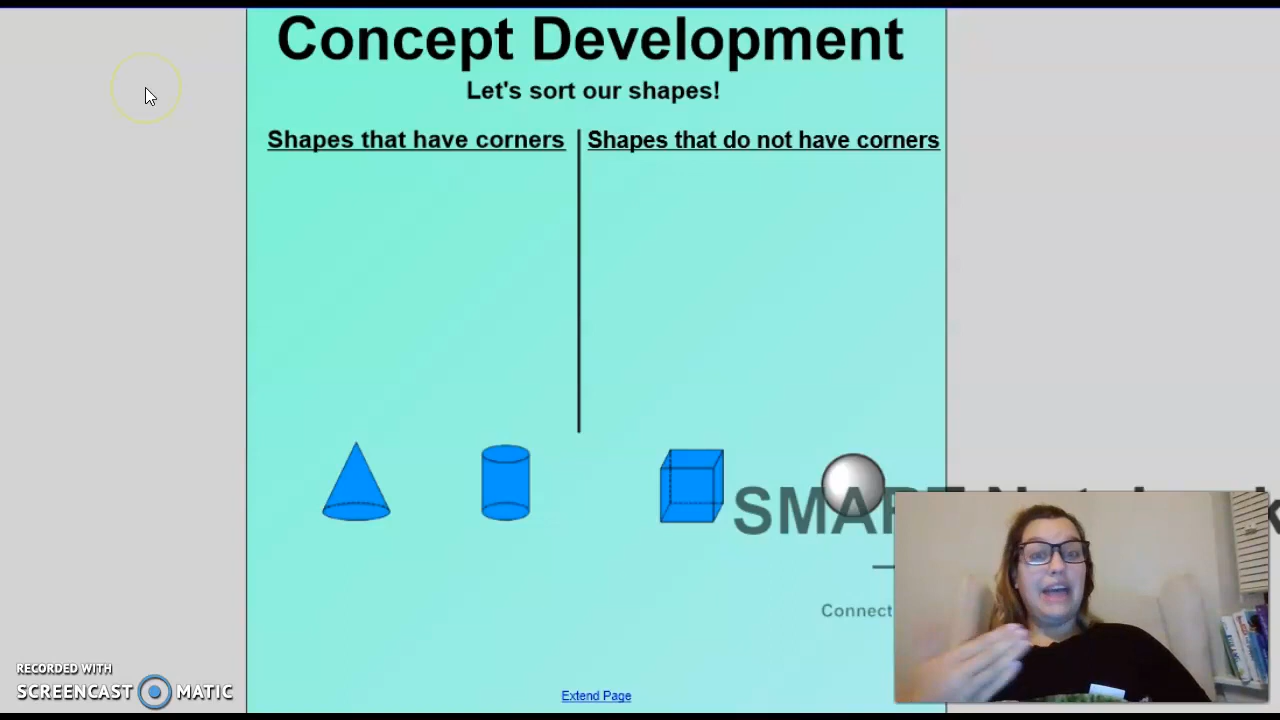 Concept Development
Let's sort our shapes!
Shapes that have corners
Shapes that do not have corners
Connect
Extend Page
RECORDED WITH
SCREENCAST MATIC